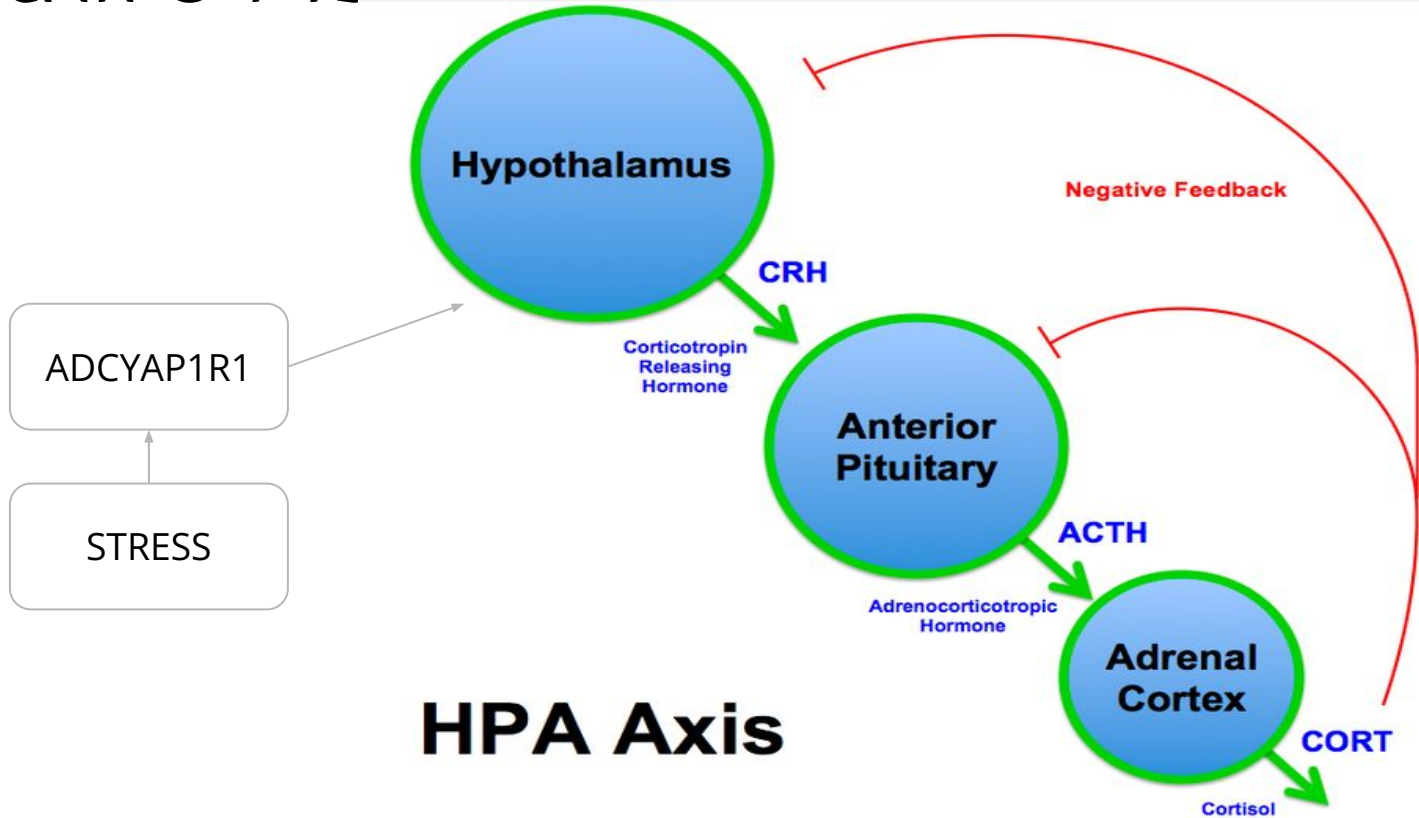 Hypothalamus
Negative Feedback
CRH
Corticotropin
Releasing
Hormone
ADCYAP1R1
STRESS
Anterior
Pituitary
ACTH
Adrenocorticotropic
Hormone
Adrenal
Cortex
HPA Axis
CORT
Cortisol